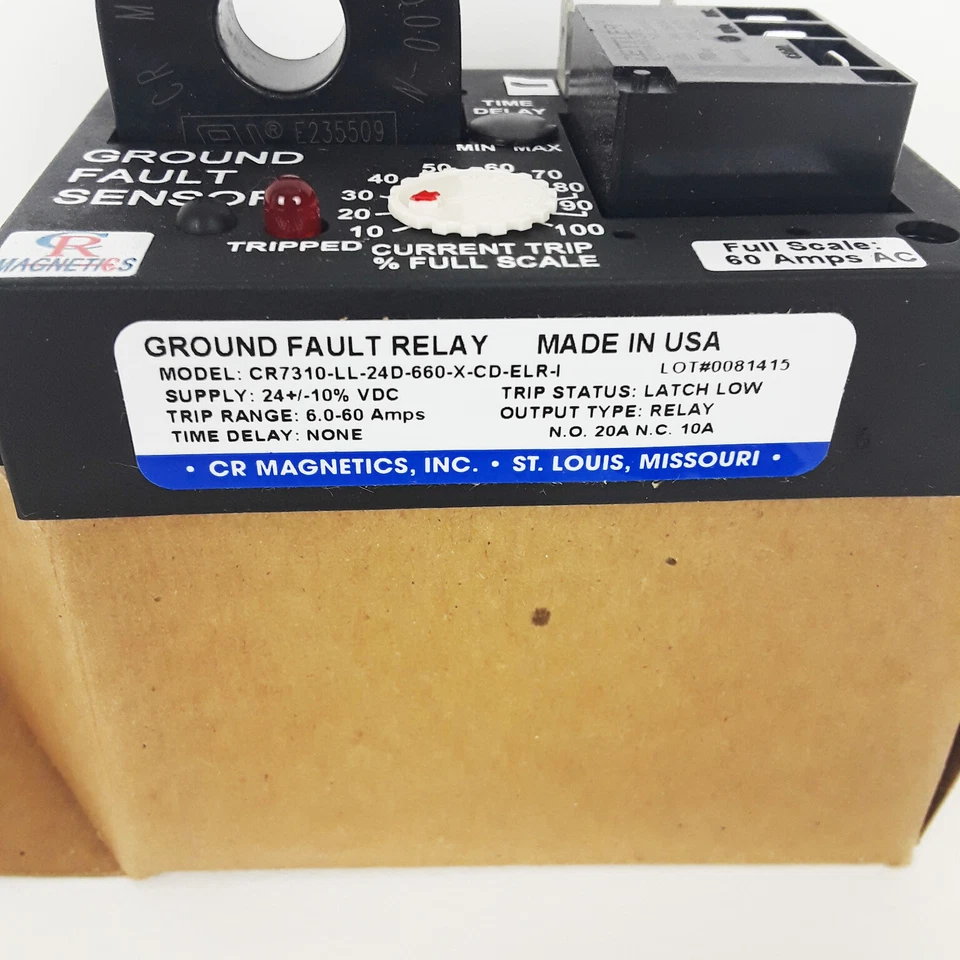 CR M
E235509
TIME
DELAY
MIN MAX
GROUND
FAULT
SENSOR
10 20 30 40 50 60 70 80 90 100
TRIPPED
CURRENT TRIP
% FULL SCALE
CR
MAGNETICS
Full Scale:
60 Amps AC
GROUND FAULT RELAY MADE IN USA
MODEL: CR7310-LL-24D-660-X-CD-ELR-I LOT#0081415
SUPPLY: 24+/-10% VDC TRIP STATUS: LATCH LOW
TRIP RANGE: 6.0-60 Amps OUTPUT TYPE: RELAY
TIME DELAY: NONE N.O. 20A N.C. 10A
• CR MAGNETICS, INC. • ST. LOUIS, MISSOURI •